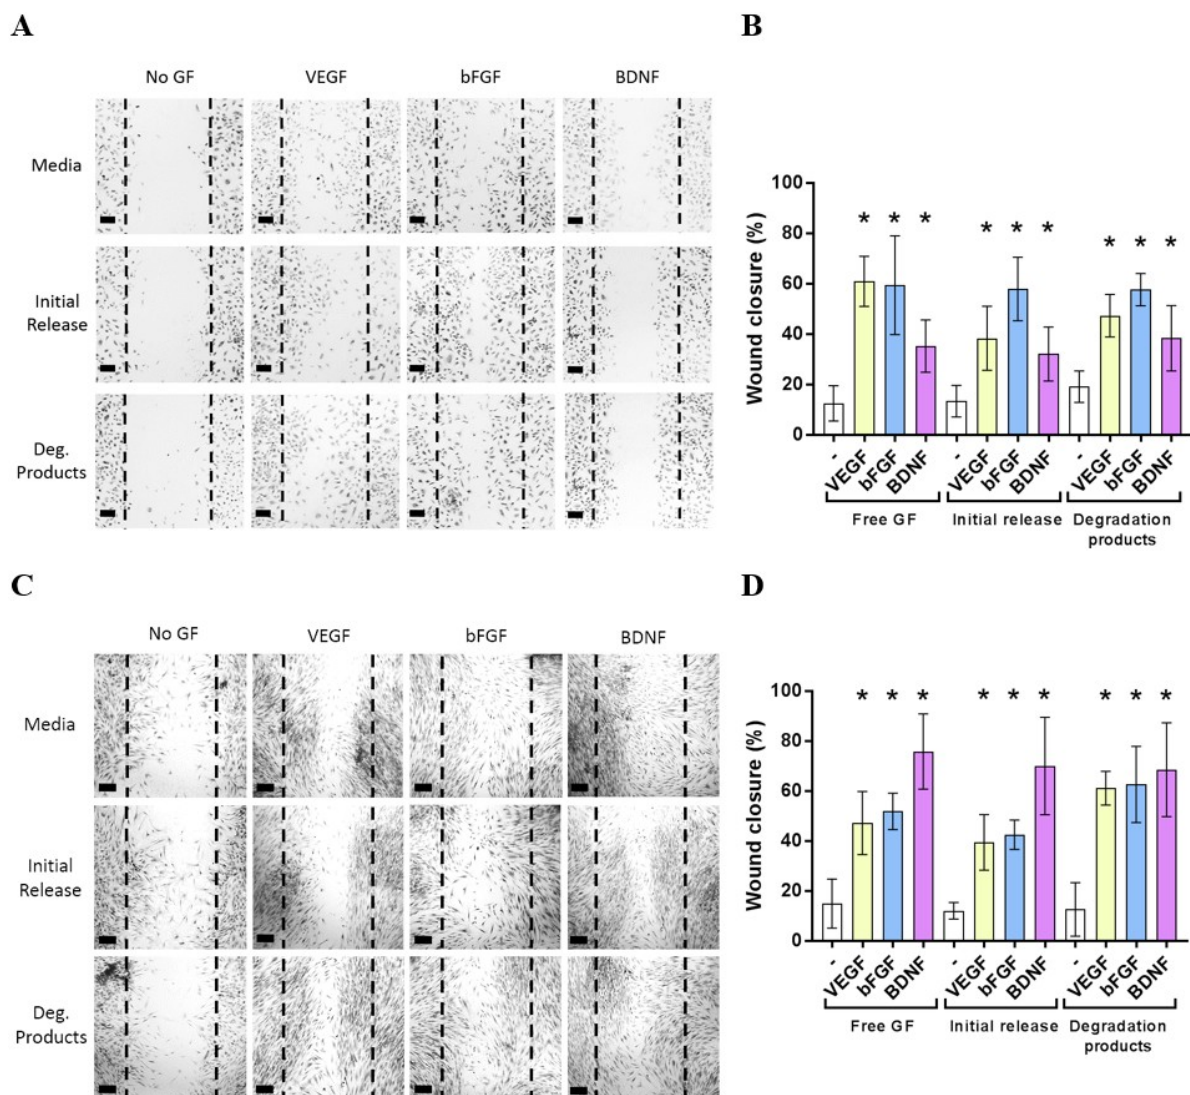 A
B
No GF
VEGF
bFGF
BDNF
Media
Initial
Release
Deg.
Products
Wound closure (%)
100
80
60
40
20
0
- VEGF bFGF BDNF - VEGF bFGF BDNF - VEGF bFGF BDNF
* * * * * * * * *
Free GF
Initial release
Degradation
products
C
D
No GF
VEGF
bFGF
BDNF
Media
Initial
Release
Deg.
Products
Wound closure (%)
100
80
60
40
20
0
* * * * * * * * *
- VEGF bFGF BDNF - VEGF bFGF BDNF - VEGF bFGF BDNF
Free GF
Initial release
Degradation
products